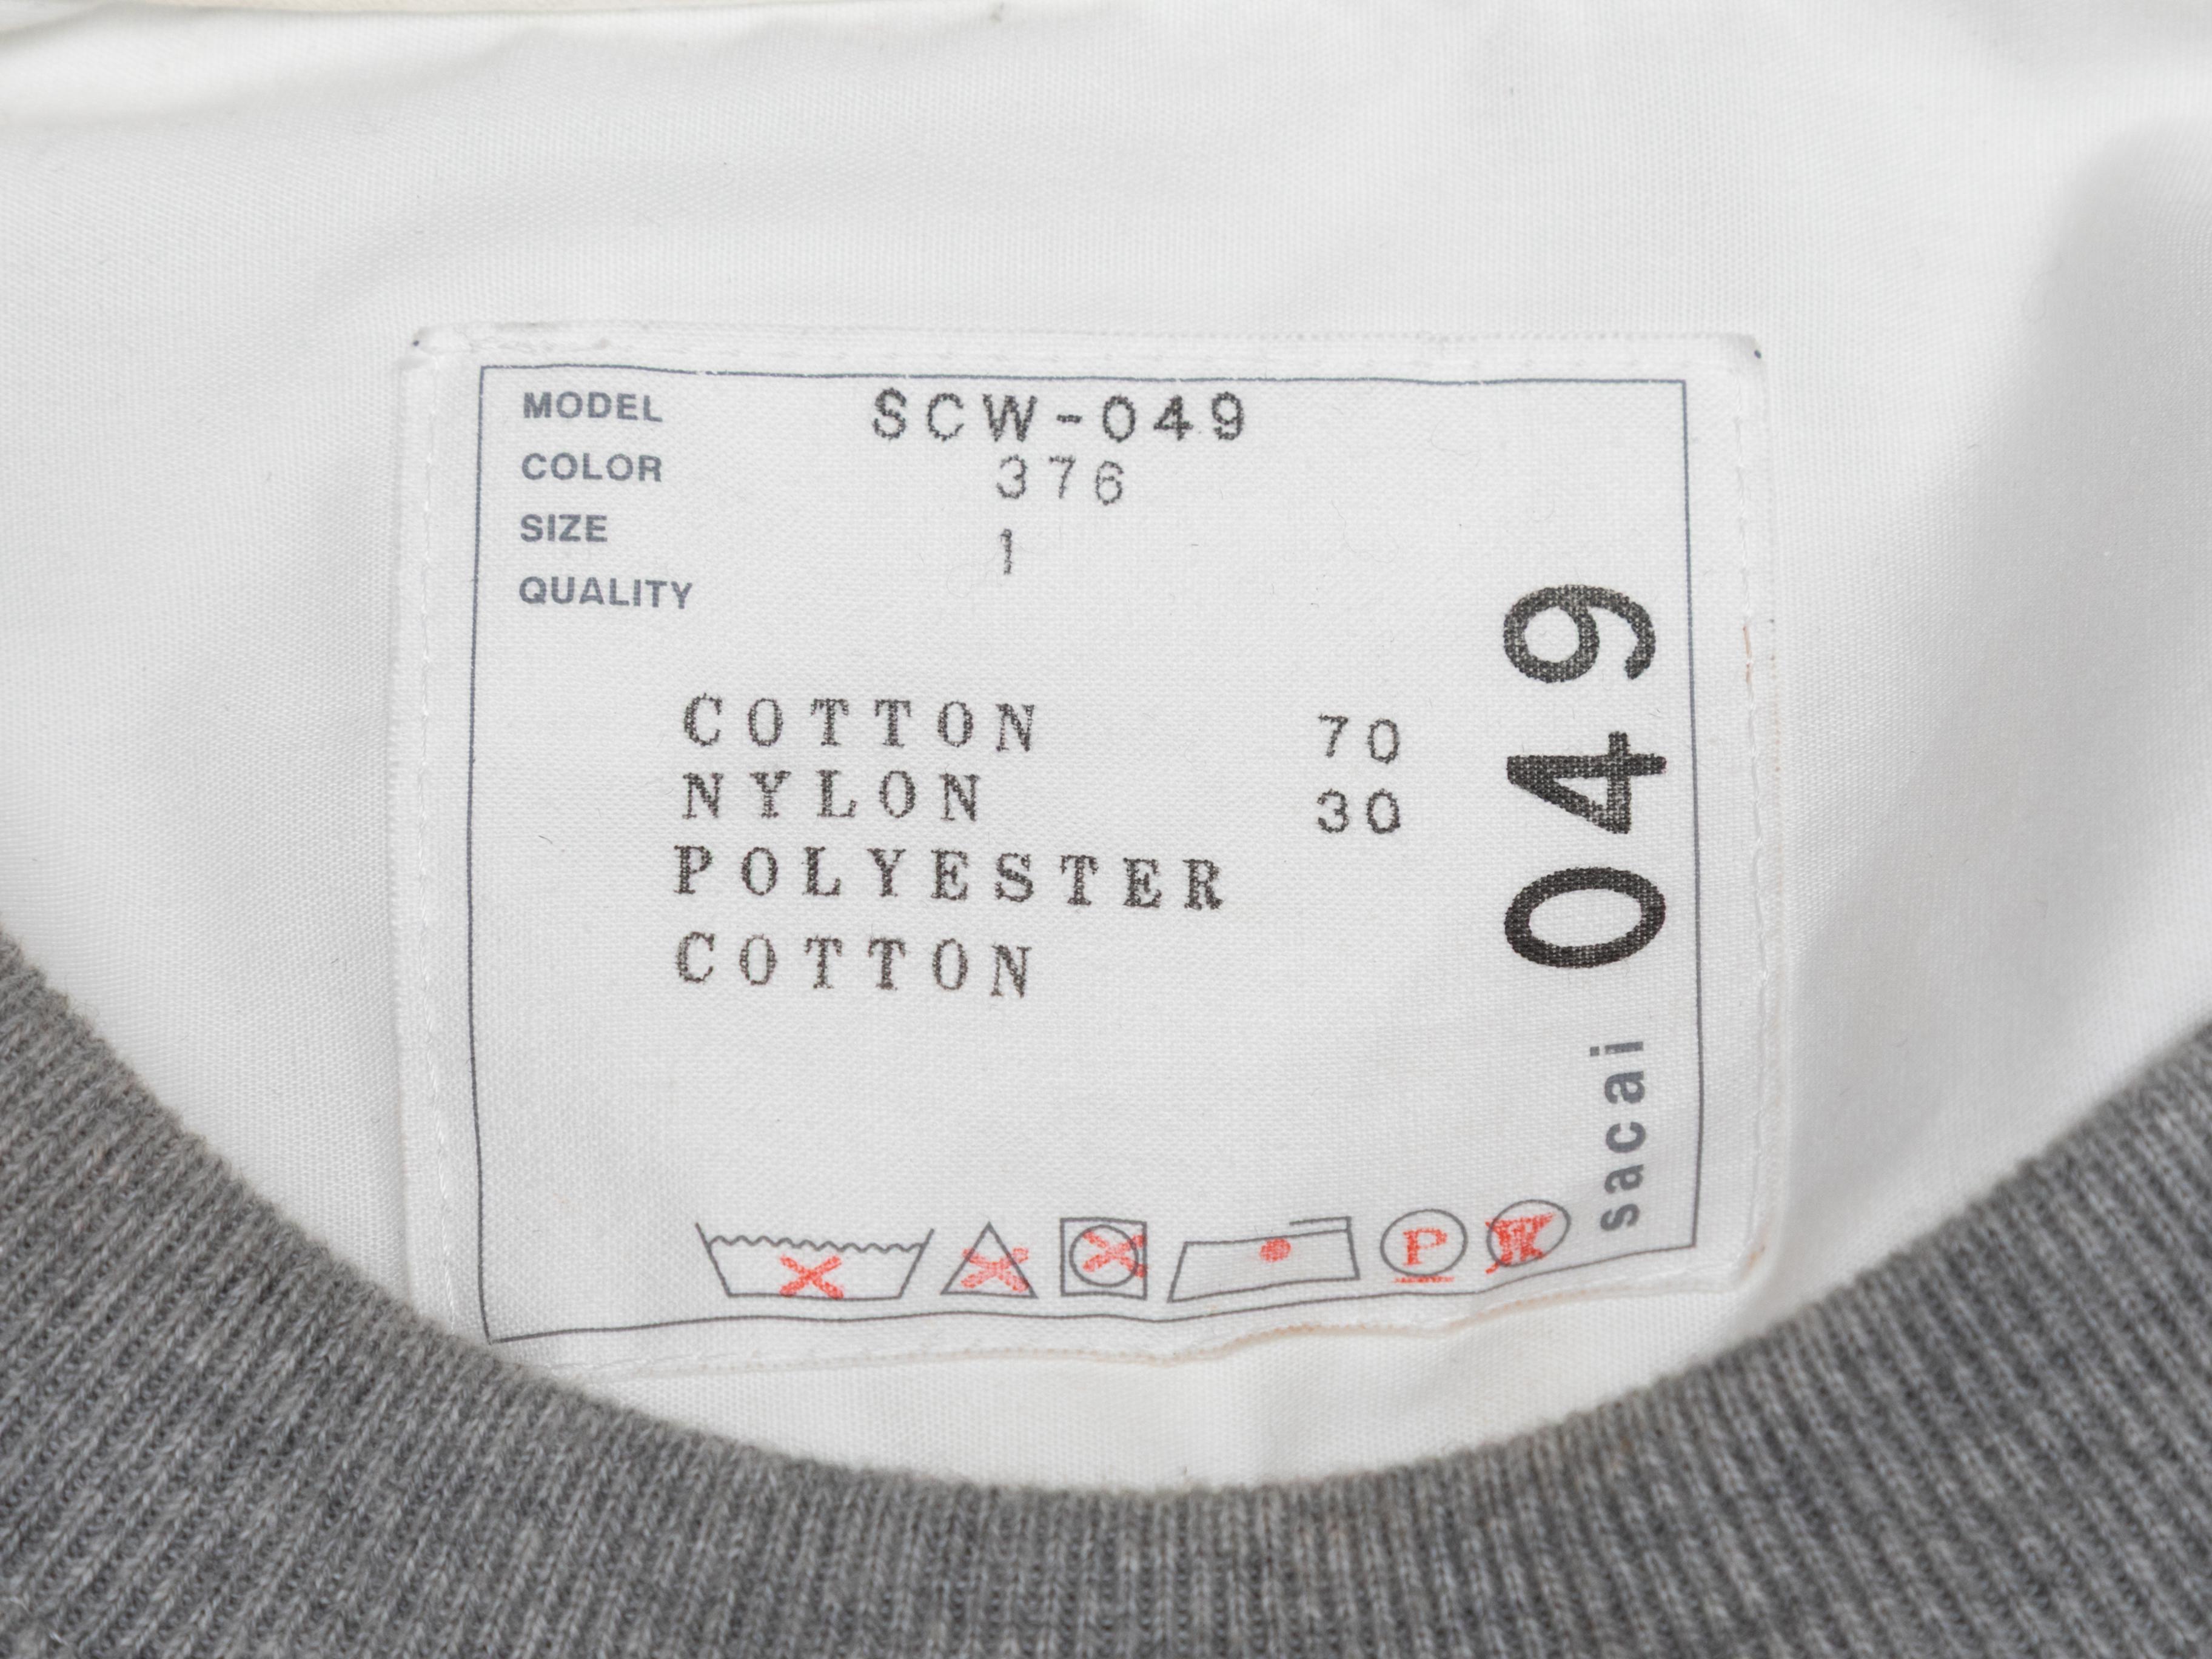 MODEL SCW-049
COLOR 376
SIZE 1
QUALITY
COTTON 70
NYLON 30
POLYESTER
COTTON
sacai 049
P